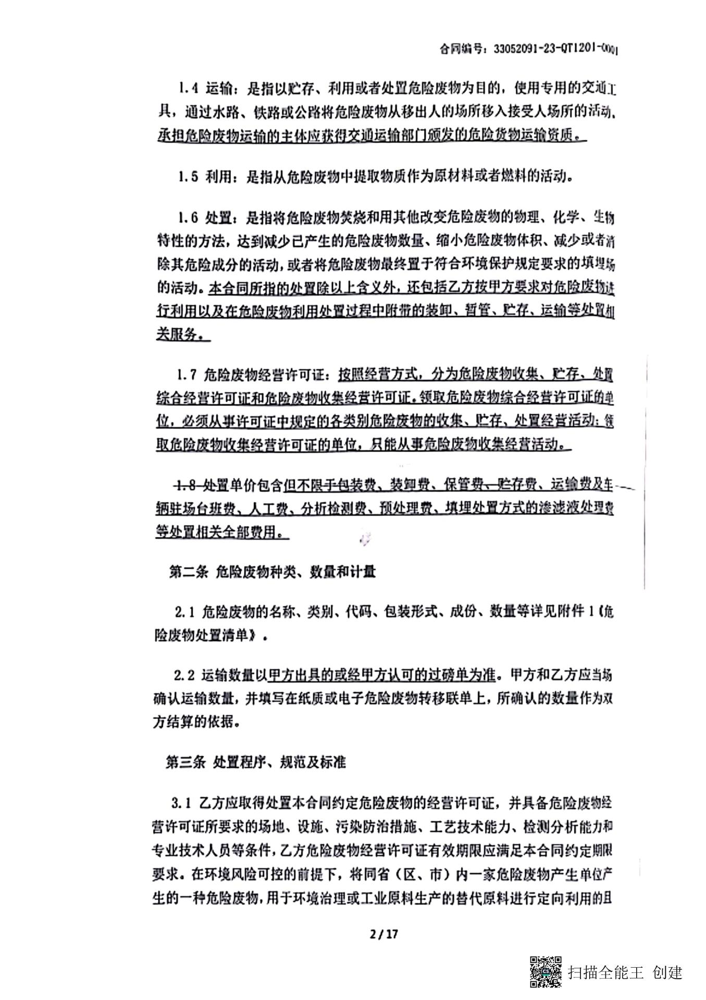 合同编号：33052091-23-QT1201-0001
1.4 运输：是指以贮存、利用或者处置危险废物为目的，使用专用的交通工
具，通过水路、铁路或公路将危险废物从移出人的场所移入接受人场所的活动，
承担危险废物运输的主体应获得交通运输部门颁发的危险货物运输资质。
1.5 利用：是指从危险废物中提取物质作为原材料或者燃料的活动。
1.6 处置：是指将危险废物焚烧和用其他改变危险废物的物理、化学、生物
特性的方法，达到减少已产生的危险废物数量、缩小危险废物体积、减少或者消
除其危险成分的活动，或者将危险废物最终置于符合环境保护规定要求的填埋场
的活动。本合同所指的处置除以上含义外，还包括乙方按甲方要求对危险废物进
行利用以及在危险废物利用处置过程中附带的装卸、暂管、贮存、运输等处置相
关服务。
1.7 危险废物经营许可证：按照经营方式，分为危险废物收集、贮存、处置
综合经营许可证和危险废物收集经营许可证。领取危险废物综合经营许可证的单
位，必须从事许可证中规定的各类别危险废物的收集、贮存、处置经营活动；领
取危险废物收集经营许可证的单位，只能从事危险废物收集经营活动。
1.8 处置单价包含但不限于包装费、装卸费、保管费、贮存费、运输费及车
辆驻场台班费、人工费、分析检测费、预处理费、填埋处置方式的渗滤液处理费
等处置相关全部费用。
第二条 危险废物种类、数量和计量
2.1 危险废物的名称、类别、代码、包装形式、成份、数量等详见附件 1《危
险废物处置清单》。
2.2 运输数量以甲方出具的或经甲方认可的过磅单为准。甲方和乙方应当场
确认运输数量，并填写在纸质或电子危险废物转移联单上，所确认的数量作为双
方结算的依据。
第三条 处置程序、规范及标准
3.1 乙方应取得处置本合同约定危险废物的经营许可证，并具备危险废物经
营许可证所要求的场地、设施、污染防治措施、工艺技术能力、检测分析能力和
专业技术人员等条件，乙方危险废物经营许可证有效期限应满足本合同约定期限
要求。在环境风险可控的前提下，将同省（区、市）内一家危险废物产生单位产
生的一种危险废物，用于环境治理或工业原料生产的替代原料进行定向利用的且
2 / 17
CS
扫描全能王 创建